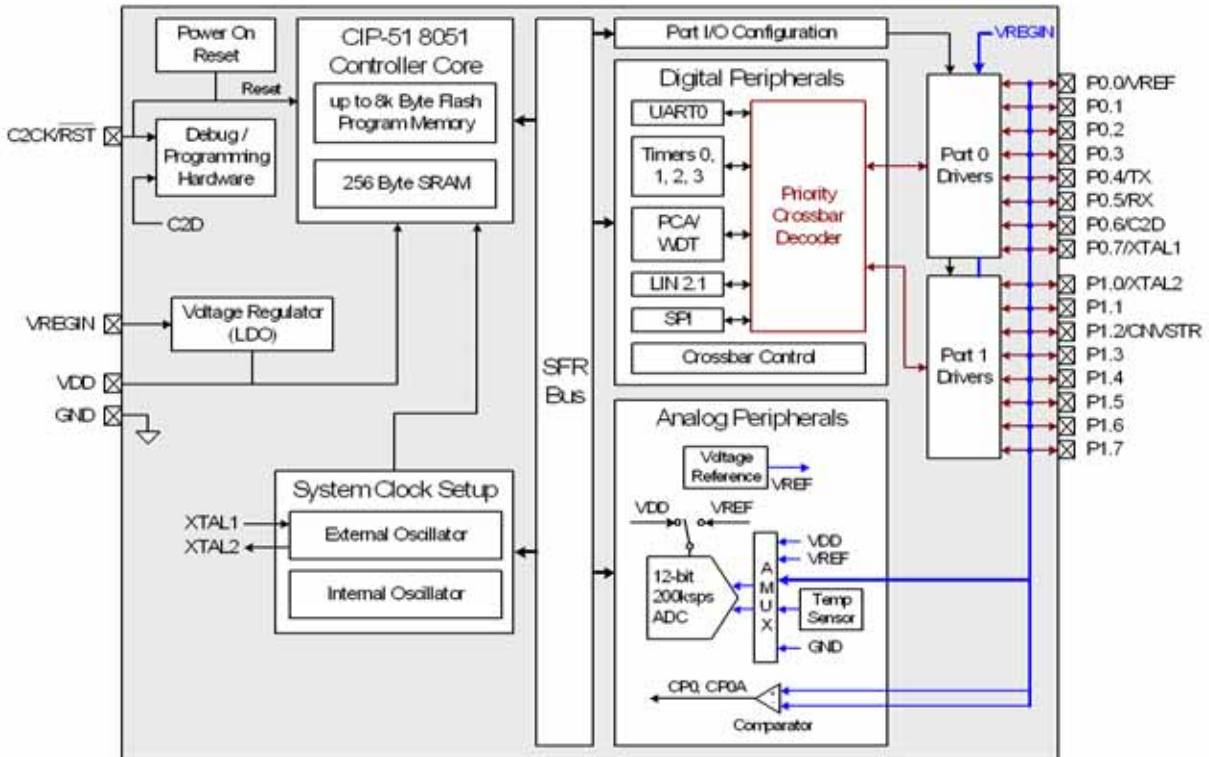 Power On
Reset
CIP-51 8051
Controller Core
up to 8k Byte Flash
Program Memory
256 Byte SRAM
Reset
C2CK/RST
Debug /
Programming
Hardware
C2D
VREGIN
Voltage Regulator
(LDO)
VDD
GND
System Clock Setup
XTAL1
XTAL2
External Oscillator
Internal Oscillator
SFR
Bus
Port I/O Configuration
Digital Peripherals
UART0
Timers 0,
1, 2, 3
PCA/
WDT
LIN 2.1
SPI
Priority
Crossbar
Decoder
Crossbar Control
Analog Peripherals
Voltage
Reference
VREF
VDD
VREF
12-bit
200ksps
ADC
A
M
U
X
VDD
VREF
Temp
Sensor
GND
CP0, CP0A
+
-
Comparator
VREGIN
Port 0
Drivers
Port 1
Drivers
P0.0/VREF
P0.1
P0.2
P0.3
P0.4/TX
P0.5/RX
P0.6/C2D
P0.7/XTAL1
P1.0/XTAL2
P1.1
P1.2/CNVSTR
P1.3
P1.4
P1.5
P1.6
P1.7